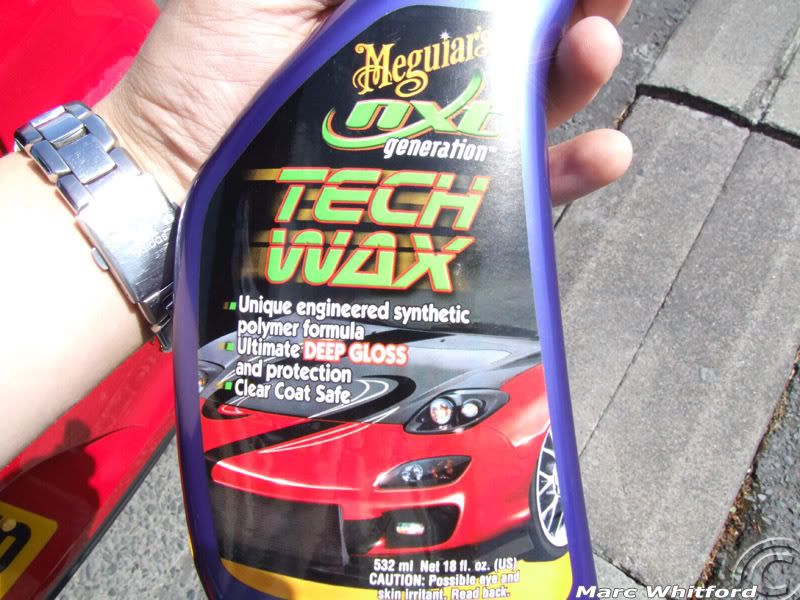 Meguiar's
nxt
generation™
TECH
WAX
Unique engineered synthetic
polymer formula
Ultimate DEEP GLOSS
and protection
Clear Coat Safe
532 ml Net 18 fl. oz. (US)
CAUTION: Possible eye and
skin irritant. Read back.
Marc Whitford